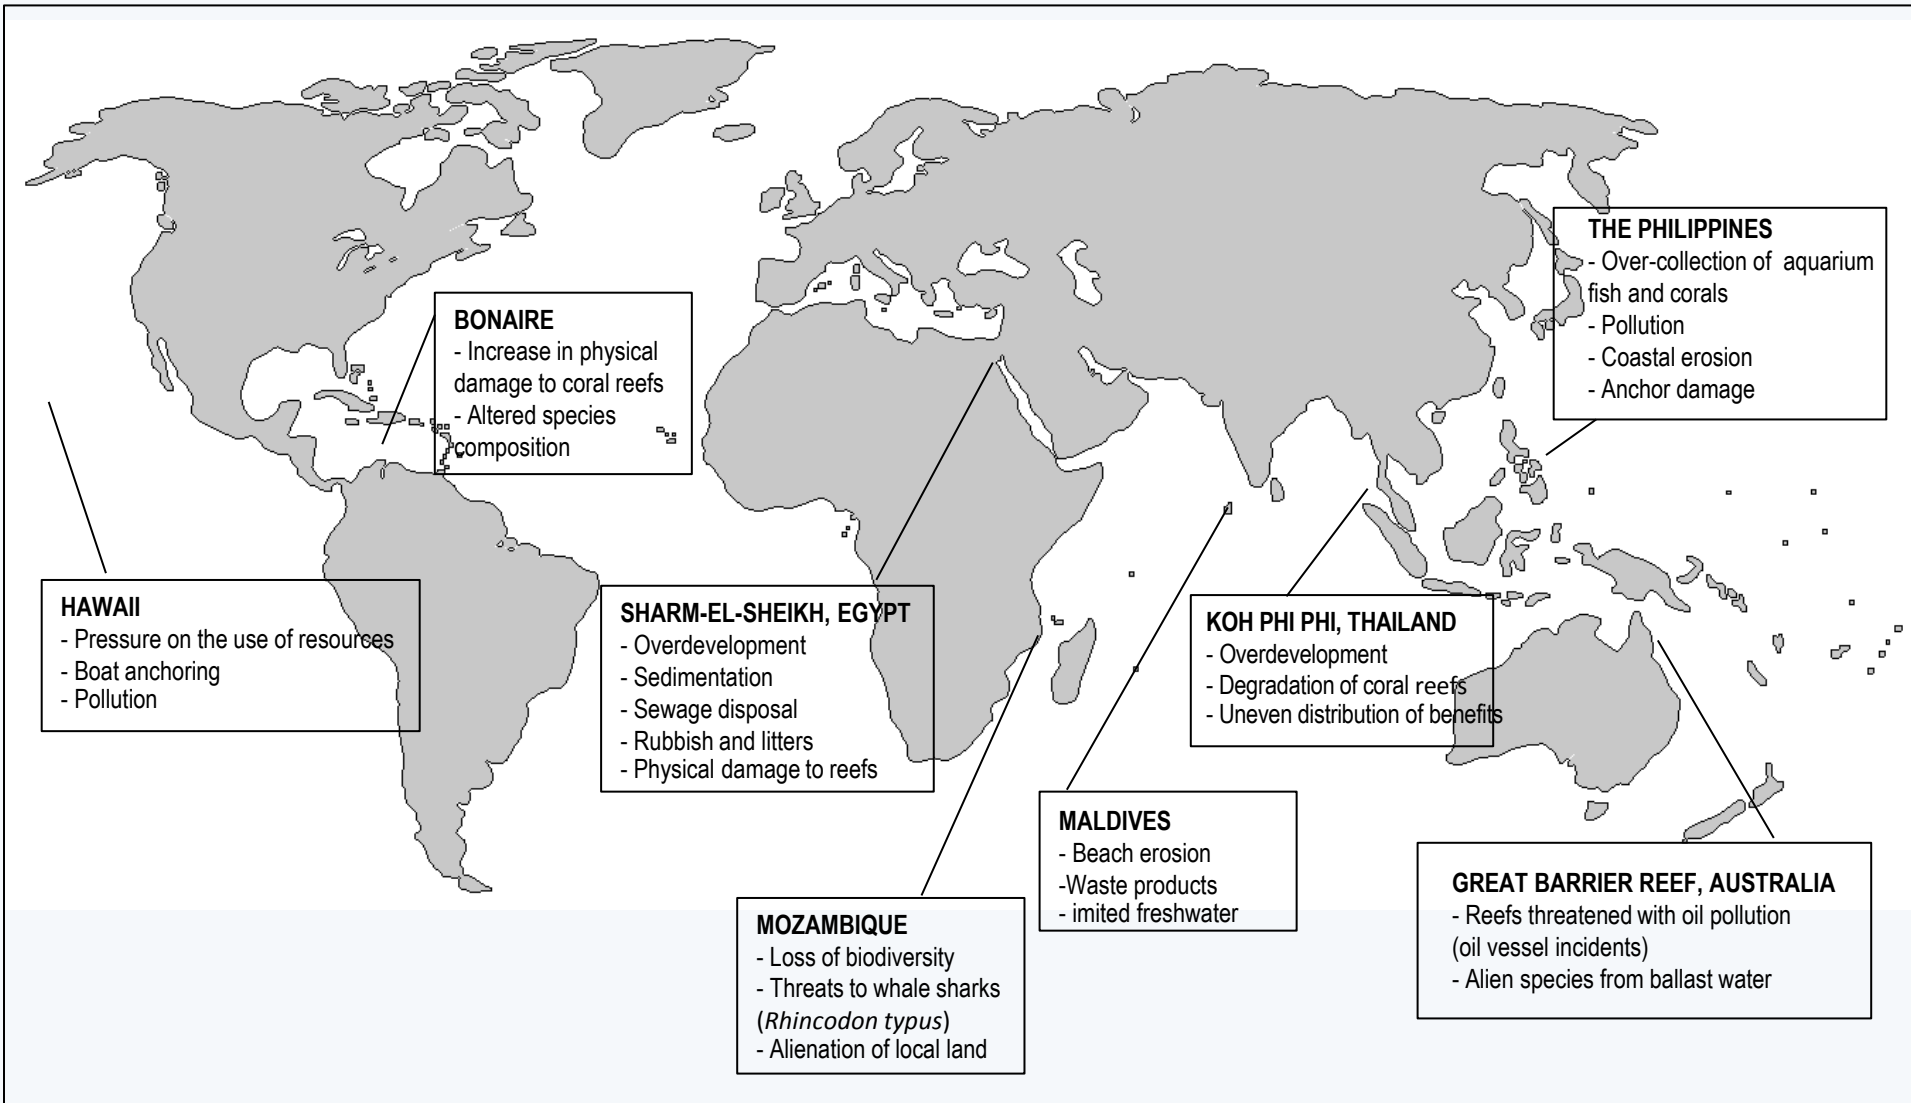 THE PHILIPPINES
- Over-collection of aquarium
fish and corals
- Pollution
- Coastal erosion
- Anchor damage
BONAIRE
- Increase in physical
damage to coral reefs
- Altered species
composition
HAWAII
- Pressure on the use of resources
- Boat anchoring
- Pollution
SHARM-EL-SHEIKH, EGYPT
- Overdevelopment
- Sedimentation
- Sewage disposal
- Rubbish and litters
- Physical damage to reefs
KOH PHI PHI, THAILAND
- Overdevelopment
- Degradation of coral reefs
- Uneven distribution of benefits
MALDIVES
- Beach erosion
-Waste products
- imited freshwater
GREAT BARRIER REEF, AUSTRALIA
- Reefs threatened with oil pollution
(oil vessel incidents)
- Alien species from ballast water
MOZAMBIQUE
- Loss of biodiversity
- Threats to whale sharks
(Rhincodon typus)
- Alienation of local land